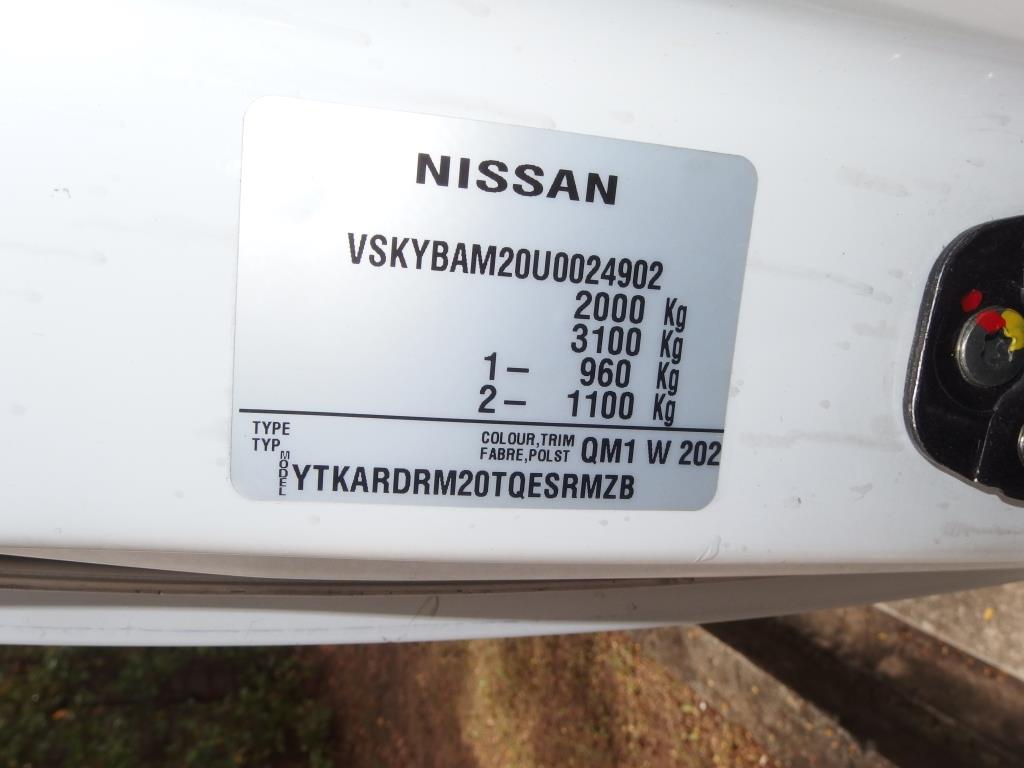 NISSAN
VSKYBAM20U0024902
2000 Kg
3100 Kg
1- 960 Kg
2- 1100 Kg
TYPE
TYP
COLOUR,TRIM
FABRE,POLST
QM1 W 202
MODEL
YTKARDRM20TQESRMZB